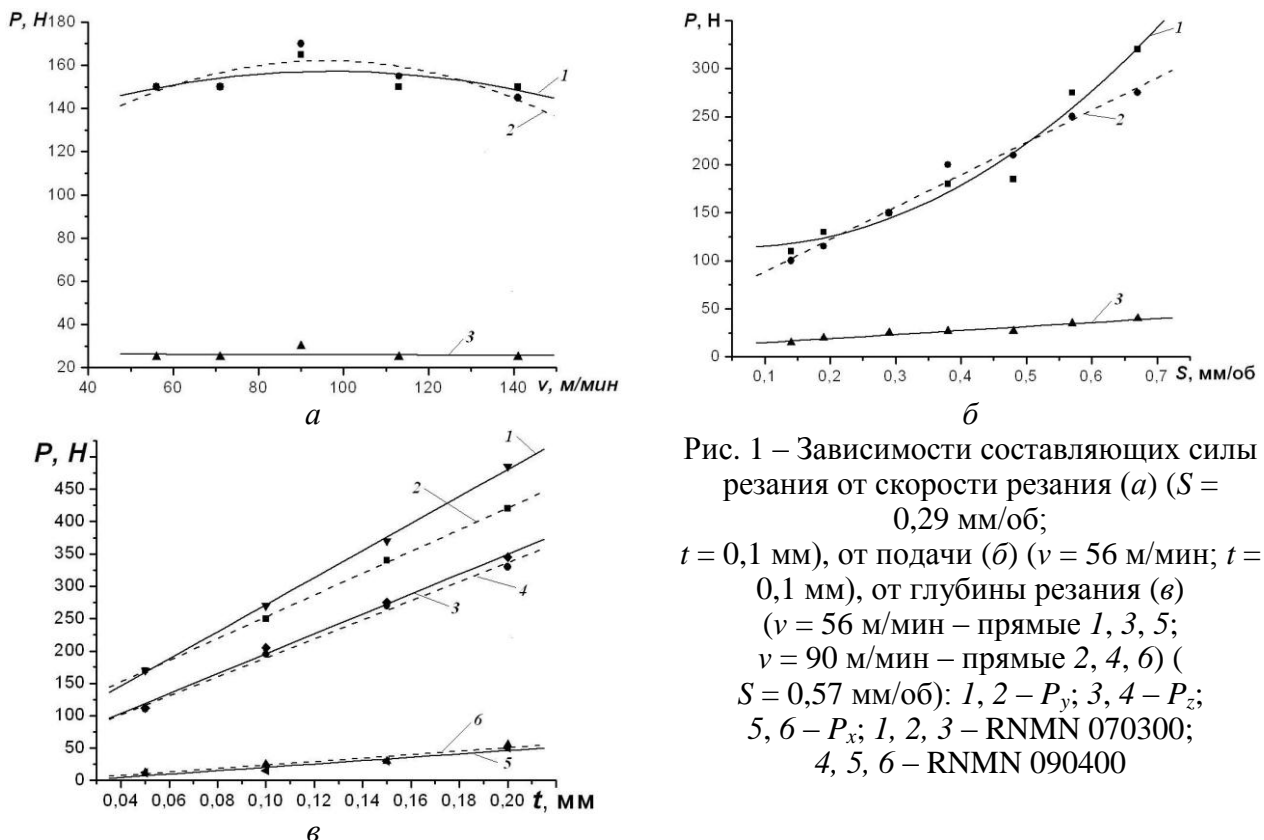 P, Н
180
160
140
120
100
80
60
40
20
40 60 80 100 120 140
v, м/мин
1
2
3
а
P, Н
300
250
200
150
100
50
0
0,1 0,2 0,3 0,4 0,5 0,6 0,7 S, мм/об
1
2
3
б
P, Н
450
400
350
300
250
200
150
100
50
0
0,04 0,06 0,08 0,10 0,12 0,14 0,16 0,18 0,20 t, мм
1
2
3
4
6
5
в
Рис. 1 – Зависимости составляющих силы
резания от скорости резания (а) (S =
0,29 мм/об;
t = 0,1 мм), от подачи (б) (v = 56 м/мин; t =
0,1 мм), от глубины резания (в)
(v = 56 м/мин – прямые 1, 3, 5;
v = 90 м/мин – прямые 2, 4, 6) (
S = 0,57 мм/об): 1, 2 – Py; 3, 4 – Pz;
5, 6 – Px; 1, 2, 3 – RNMN 070300;
4, 5, 6 – RNMN 090400